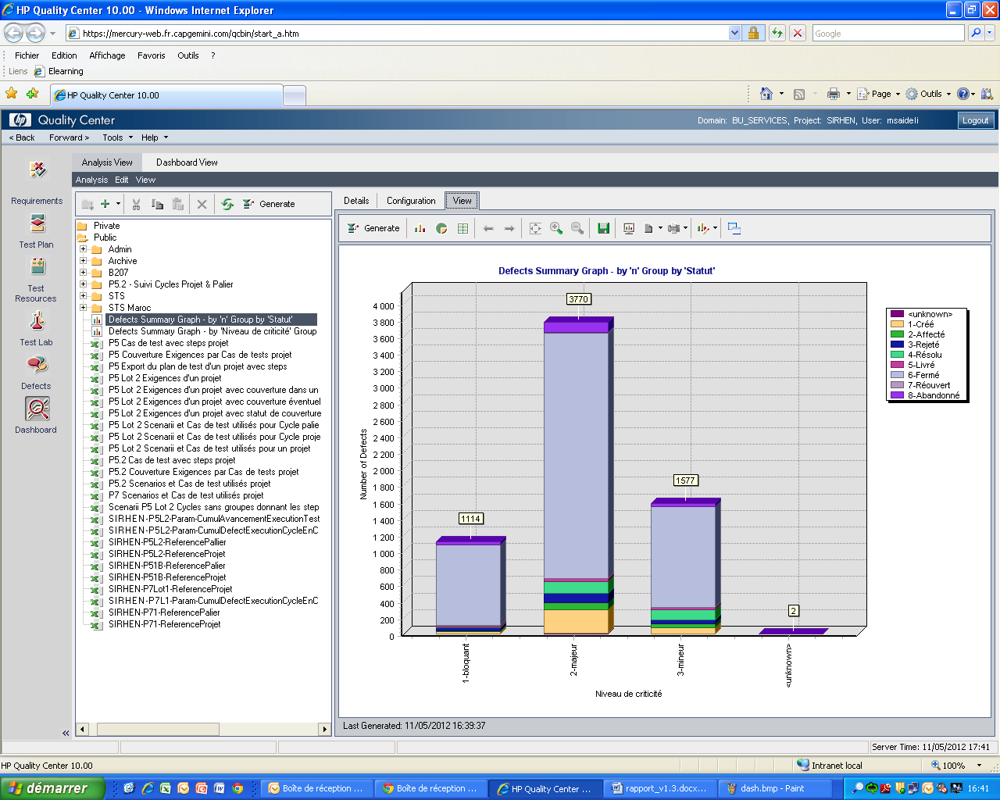 HP Quality Center 10.00 - Windows Internet Explorer
https://mercury-web.fr.capgemini.com/qcbin/start_a.htm
Google
Fichier Edition Affichage Favoris Outils ?
Liens Elearning
HP Quality Center 10.00
Page Outils
hp Quality Center
Domain: BU_SERVICES, Project: SIRHEN, User: msaideli
Logout
< Back Forward > Tools Help
Analysis View Dashboard View
Analysis Edit View
Requirements
Test Plan
Test Resources
Test Lab
Defects
Dashboard
Generate
Private
Public
Admin
Archive
B207
P5.2 - Suivi Cycles Projet & Palier
STS
STS Maroc
Defects Summary Graph - by 'n' Group by 'Statut'
Defects Summary Graph - by 'Niveau de criticité' Group
P5 Cas de test avec steps projet
P5 Couverture Exigences par Cas de tests projet
P5 Export du plan de test d'un projet avec steps
P5 Lot 2 Exigences d'un projet
P5 Lot 2 Exigences d'un projet avec couverture dans un
P5 Lot 2 Exigences d'un projet avec couverture éventuel
P5 Lot 2 Exigences d'un projet avec statut de couverture
P5 Lot 2 Scenarii et Cas de test utilisés pour Cycle palie
P5 Lot 2 Scenarii et Cas de test utilisés pour Cycle proje
P5 Lot 2 Scenarii et Cas de test utilisés pour un projet
P5.2 Cas de test avec steps projet
P5.2 Couverture Exigences par Cas de tests projet
P5.2 Scenarios et Cas de test utilisés projet
P7 Scenarios et Cas de test utilisé projet
Scenarii P5 Lot 2 Cycles sans groupes donnant les step
SIRHEN-P5L2-Param-CumulAvancementExecutionTest
SIRHEN-P5L2-Param-CumulDefectExecutionCycleEnC
SIRHEN-P5L2-ReferencePallier
SIRHEN-P5L2-ReferenceProjet
SIRHEN-P51B-ReferencePalier
SIRHEN-P51B-ReferenceProjet
SIRHEN-P7Lot1-ReferenceProjet
SIRHEN-P7L1-Param-CumulDefectExecutionCycleEnC
SIRHEN-P71-ReferencePalier
SIRHEN-P71-ReferenceProjet
«
Details Configuration View
Generate
Defects Summary Graph - by 'n' Group by 'Statut'
Number of Defects
4 000
3 800
3 600
3 400
3 200
3 000
2 800
2 600
2 400
2 200
2 000
1 800
1 600
1 400
1 200
1 000
800
600
400
200
0
1114
3770
1577
2
1-bloquant
2-majeur
3-mineur
<unknown>
Niveau de criticité
<unknown>
1-Créé
2-Affecté
3-Rejeté
4-Résolu
5-Livré
6-Fermé
7-Réouvert
8-Abandonné
Last Generated: 11/05/2012 16:39:37
Server Time: 11/05/2012 17:41
HP Quality Center 10.00
Intranet local
100%
démarrer
Boîte de réception ...
Boîte de réception ...
HP Quality Center ...
rapport_v1.3.docx...
dash.bmp - Paint
16:41